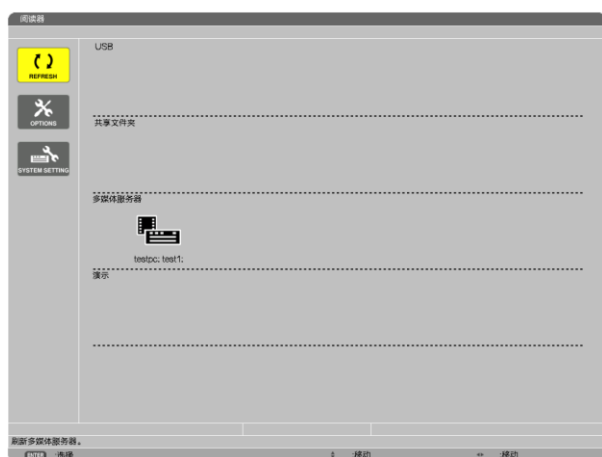 阅读器
USB
REFRESH
OPTIONS
共享文件夹
SYSTEM SETTING
多媒体服务器
testpc: test1:
演示
刷新多媒体服务器。
ENTER :选择 :移动 :移动